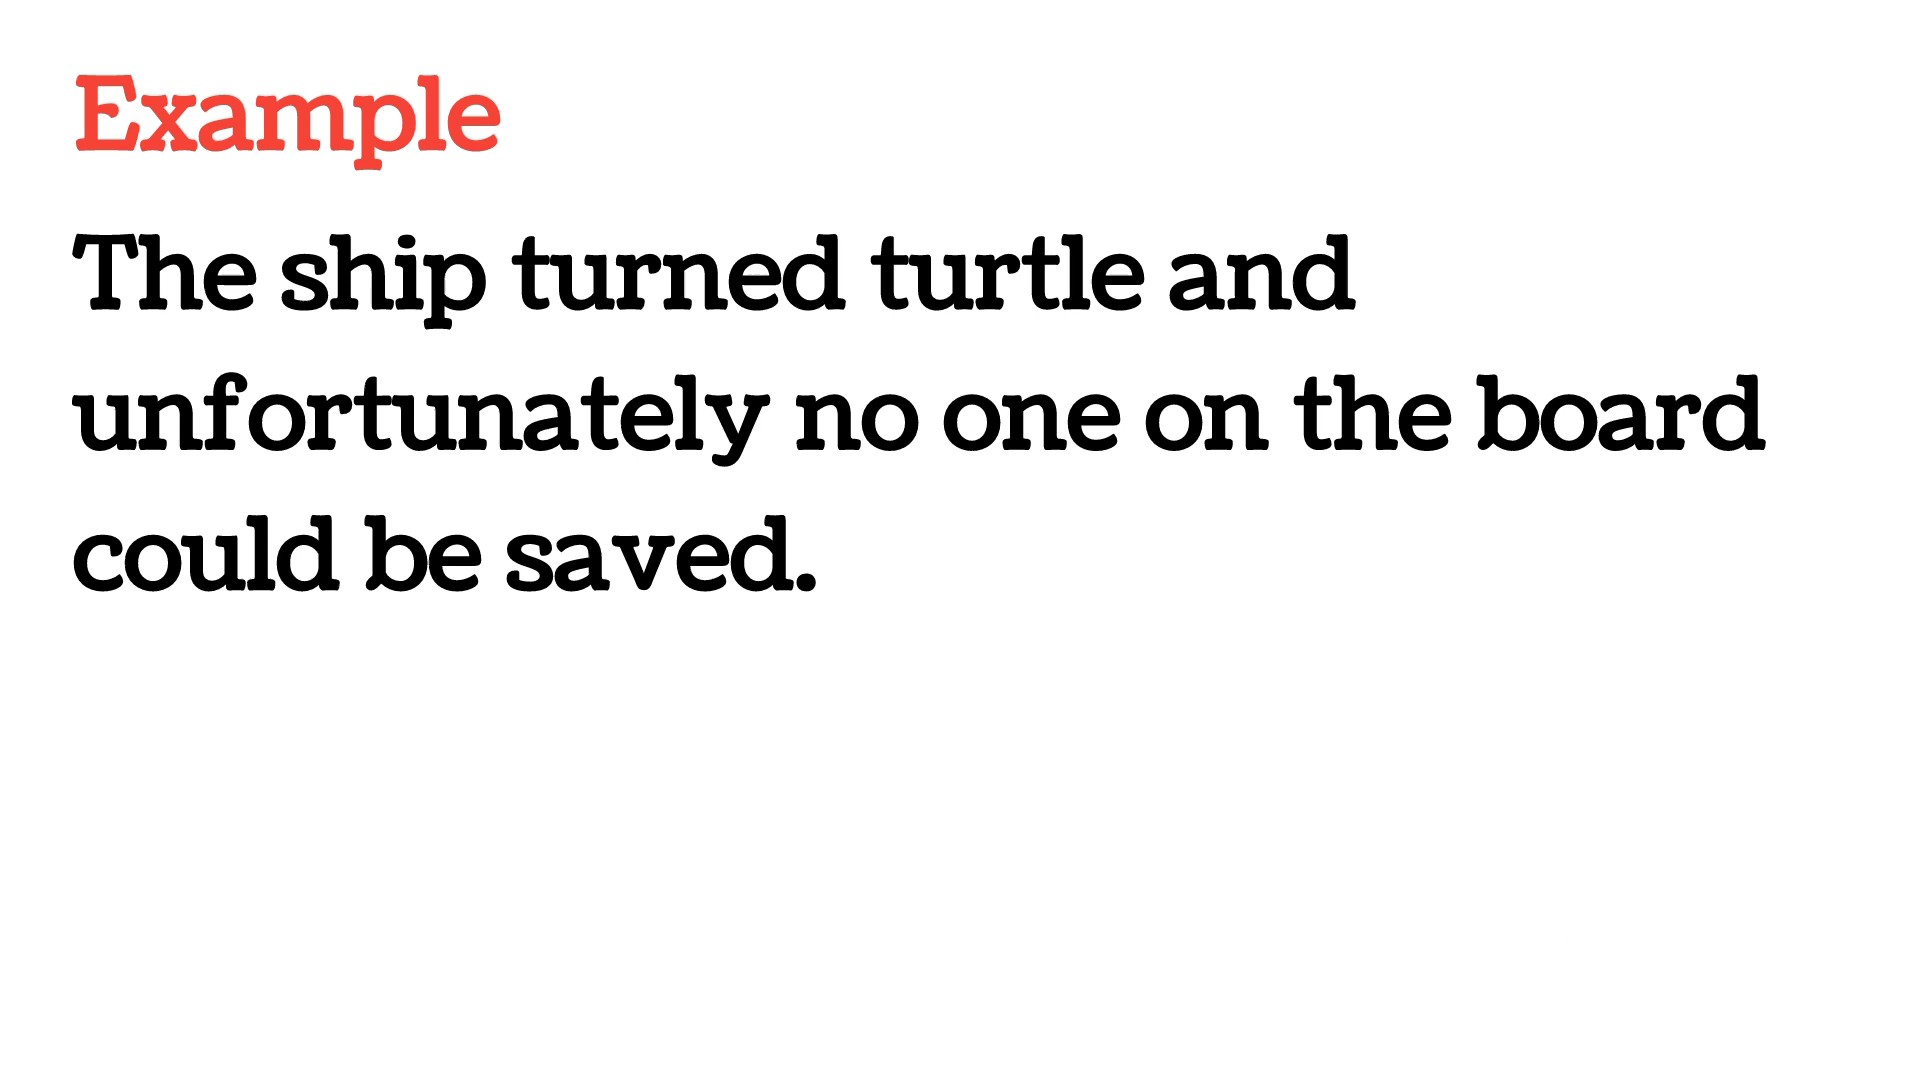 Example
The ship turned turtle and
unfortunately no one on the board
could be saved.